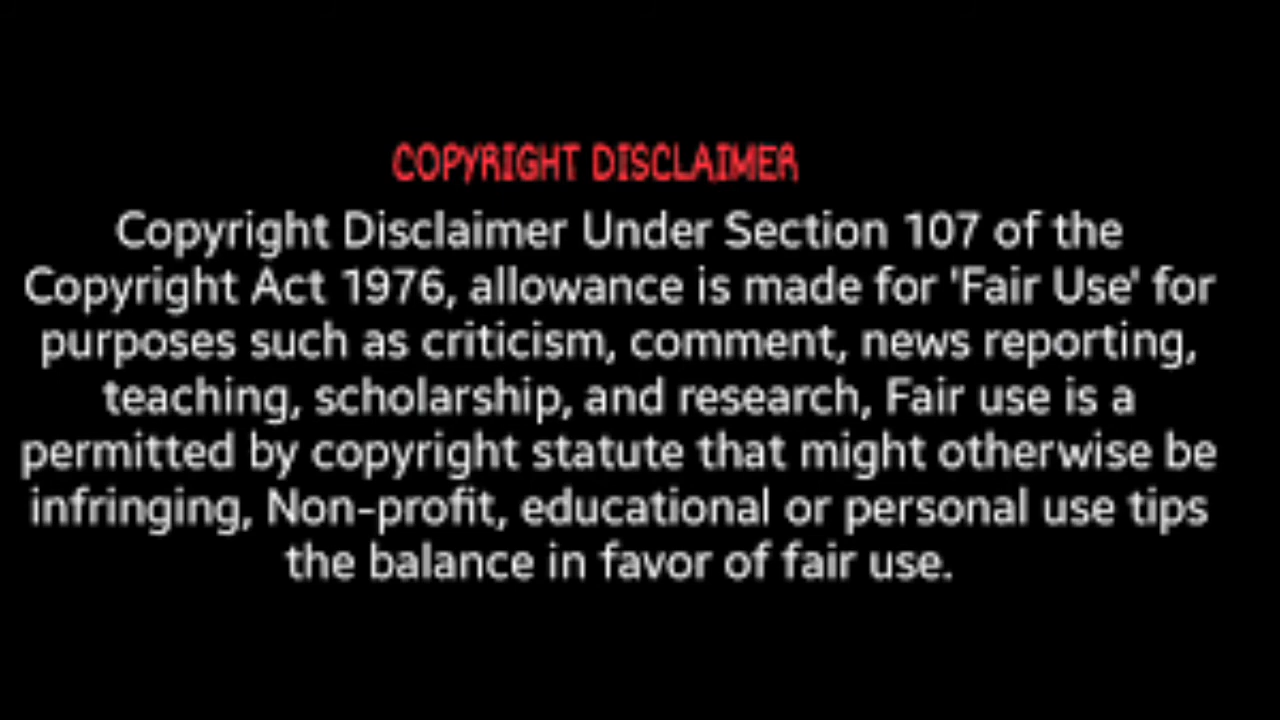 COPYRIGHT DISCLAIMER
Copyright Disclaimer Under Section 107 of the
Copyright Act 1976, allowance is made for 'Fair Use' for
purposes such as criticism, comment, news reporting,
teaching, scholarship, and research, Fair use is a
permitted by copyright statute that might otherwise be
infringing, Non-profit, educational or personal use tips
the balance in favor of fair use.